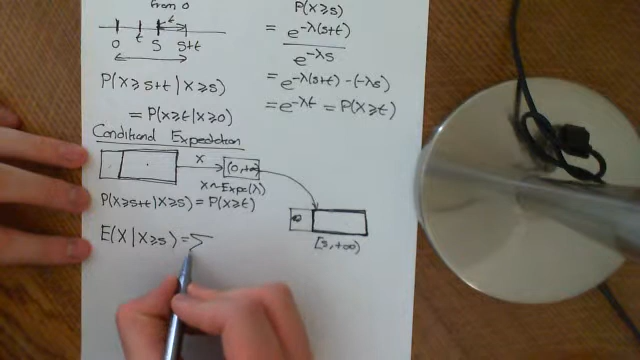 from 0
t
0 t s s+t
P(X≥s+t|X≥s)
= P(X≥t|X≥0)
P(X≥s)
= e^-λ(s+t)
e^-λs
= e^-λ(s+t)-(-λs)
= e^-λt = P(X≥t)
Conditional Expectation
X
(0,+∞)
X~Expo(λ)
P(X≥s+t|X≥s) = P(X≥t)
[s,+∞)
E(X|X≥s) = ∑